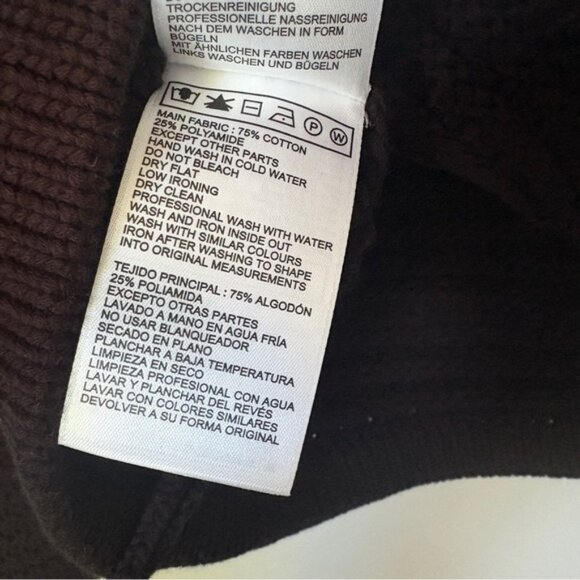 TROCKENREINIGUNG
PROFESSIONELLE NASSREINIGUNG
NACH DEM WASCHEN IN FORM
BÜGELN
MIT ÄHNLICHEN FARBEN WASCHEN
LINKS WASCHEN UND BÜGELN
P W
MAIN FABRIC : 75% COTTON
25% POLYAMIDE
EXCEPT OTHER PARTS
HAND WASH IN COLD WATER
DO NOT BLEACH
DRY FLAT
LOW IRONING
DRY CLEAN
PROFESSIONAL WASH WITH WATER
WASH AND IRON INSIDE OUT
WASH WITH SIMILAR COLOURS
IRON AFTER WASHING TO SHAPE
INTO ORIGINAL MEASUREMENTS
TEJIDO PRINCIPAL : 75% ALGODÓN
25% POLIAMIDA
EXCEPTO OTRAS PARTES
LAVADO A MANO EN AGUA FRÍA
NO USAR BLANQUEADOR
SECADO EN PLANO
PLANCHAR A BAJA TEMPERATURA
LIMPIEZA EN SECO
LIMPIEZA PROFESIONAL CON AGUA
LAVAR Y PLANCHAR DEL REVÉS
LAVAR CON COLORES SIMILARES
DEVOLVER A SU FORMA ORIGINAL